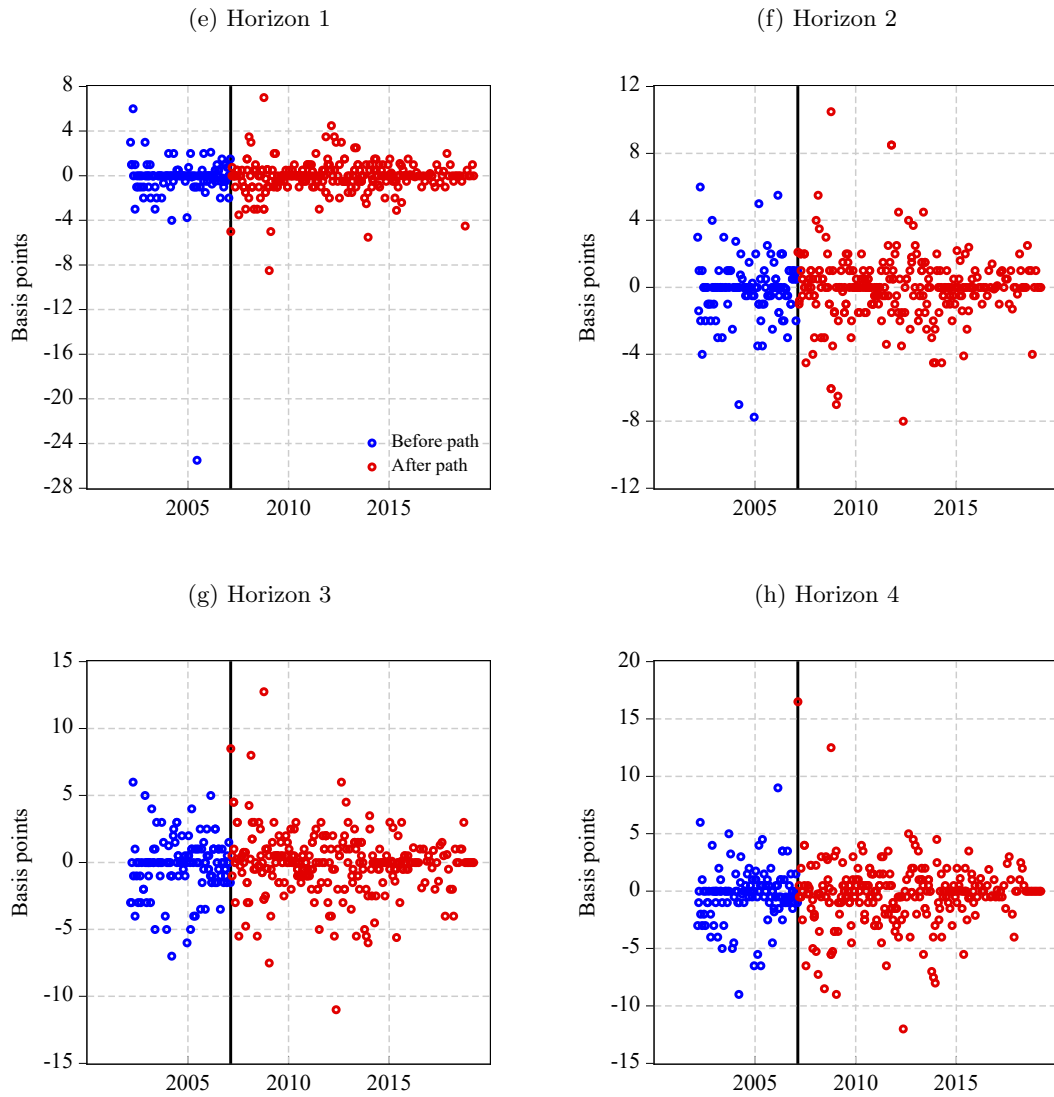 (e) Horizon 1
8
4
0
-4
-8
-12
-16
-20
-24
-28
Basis points
2005 2010 2015
Before path
After path
(f) Horizon 2
12
8
4
0
-4
-8
-12
Basis points
2005 2010 2015
(g) Horizon 3
15
10
5
0
-5
-10
-15
Basis points
2005 2010 2015
(h) Horizon 4
20
15
10
5
0
-5
-10
-15
Basis points
2005 2010 2015